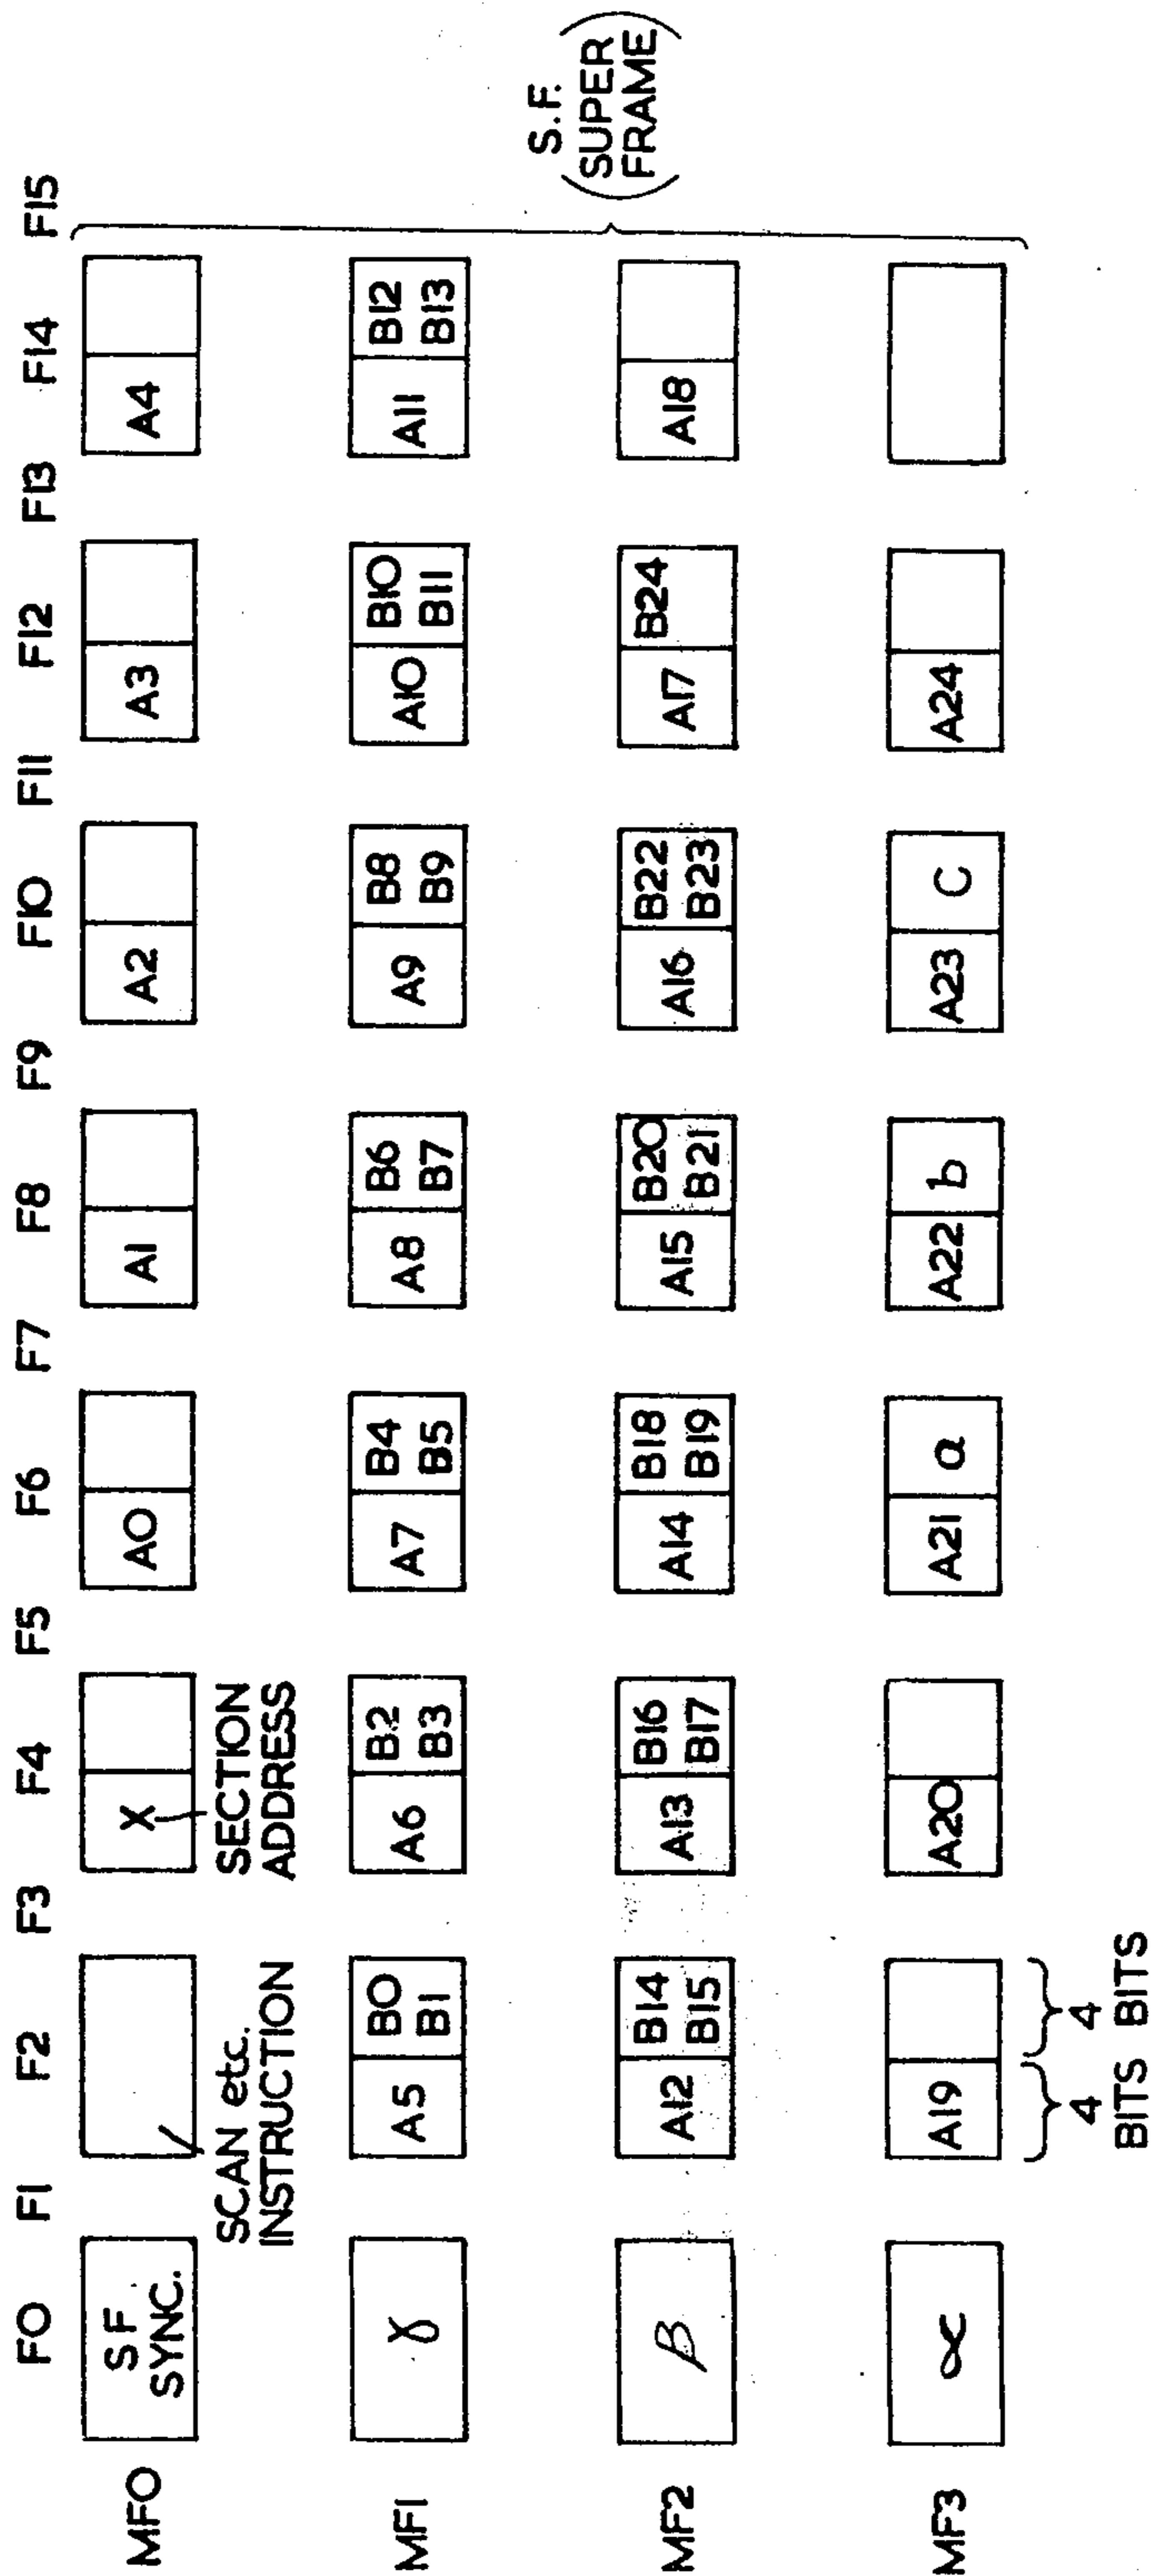 F0 F1 F2 F3 F4 F5 F6 F7 F8 F9 F10 F11 F12 F13 F14 F15
MF0
SF
SYNC.
SCAN etc.
INSTRUCTION
X
SECTION
ADDRESS
A0
A1
A2
A3
A4
MF1
γ
A5
B0
B1
A6
B2
B3
A7
B4
B5
A8
B6
B7
A9
B8
B9
A10
B10
B11
A11
B12
B13
MF2
β
A12
B14
B15
A13
B16
B17
A14
B18
B19
A15
B20
B21
A16
B22
B23
A17
B24
A18
MF3
α
A19
A20
A21
a
A22
b
A23
C
A24
4
BITS
4
BITS
S.F.
(SUPER
FRAME)